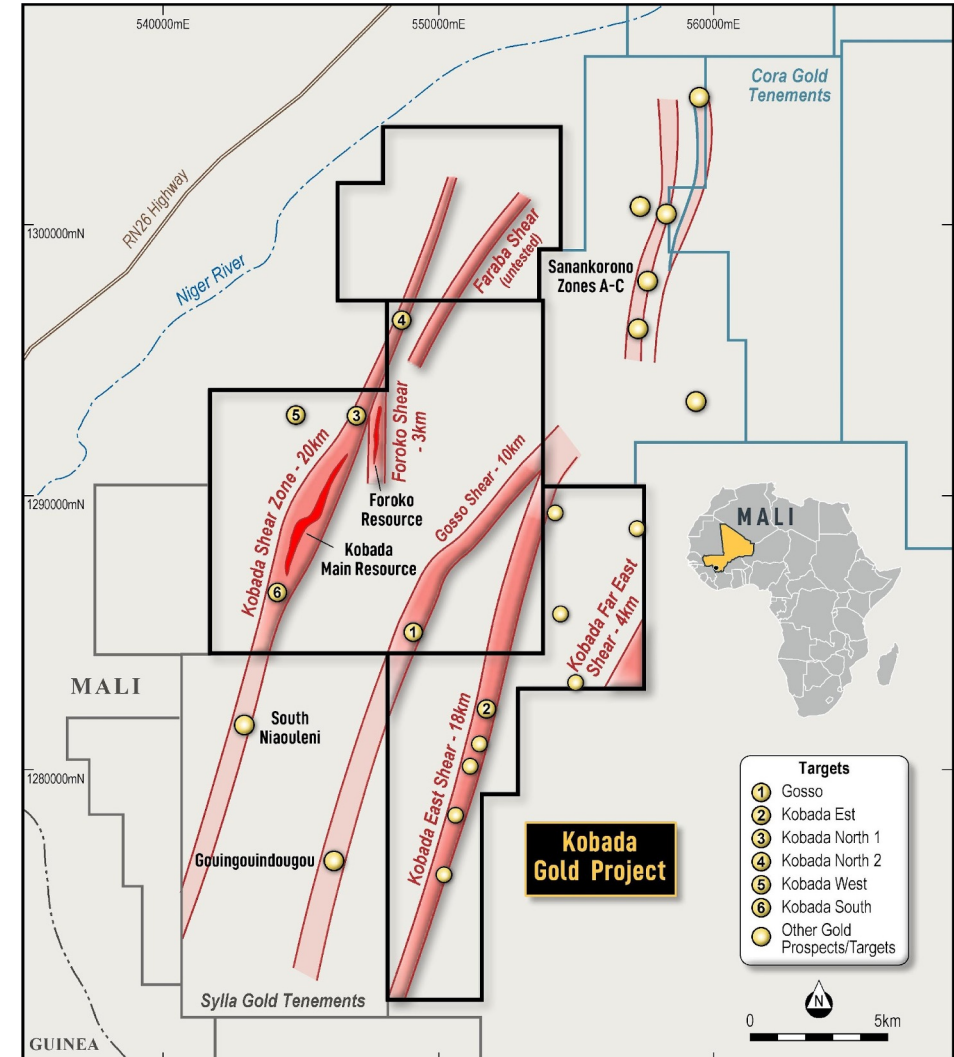 540000mE
550000mE
560000mE
Cora Gold
Tenements
RN26 Highway
Niger River
1300000mN
Faraba Shear
(untested)
Sanankorono
Zones A-C
4
5
3
Kobada Shear Zone - 20km
Foroko Shear
- 3km
Gosso Shear - 10km
1290000mN
Foroko
Resource
Kobada
Main Resource
MALI
6
1
Kobada Far East
Shear - 4km
MALI
South
Niaouleni
2
Kobada East Shear - 18km
1280000mN
Gouingouindougou
Kobada
Gold Project
Targets
1 Gosso
2 Kobada Est
3 Kobada North 1
4 Kobada North 2
5 Kobada West
6 Kobada South
Other Gold
Prospects/Targets
N
0 5km
Sylla Gold Tenements
GUINEA